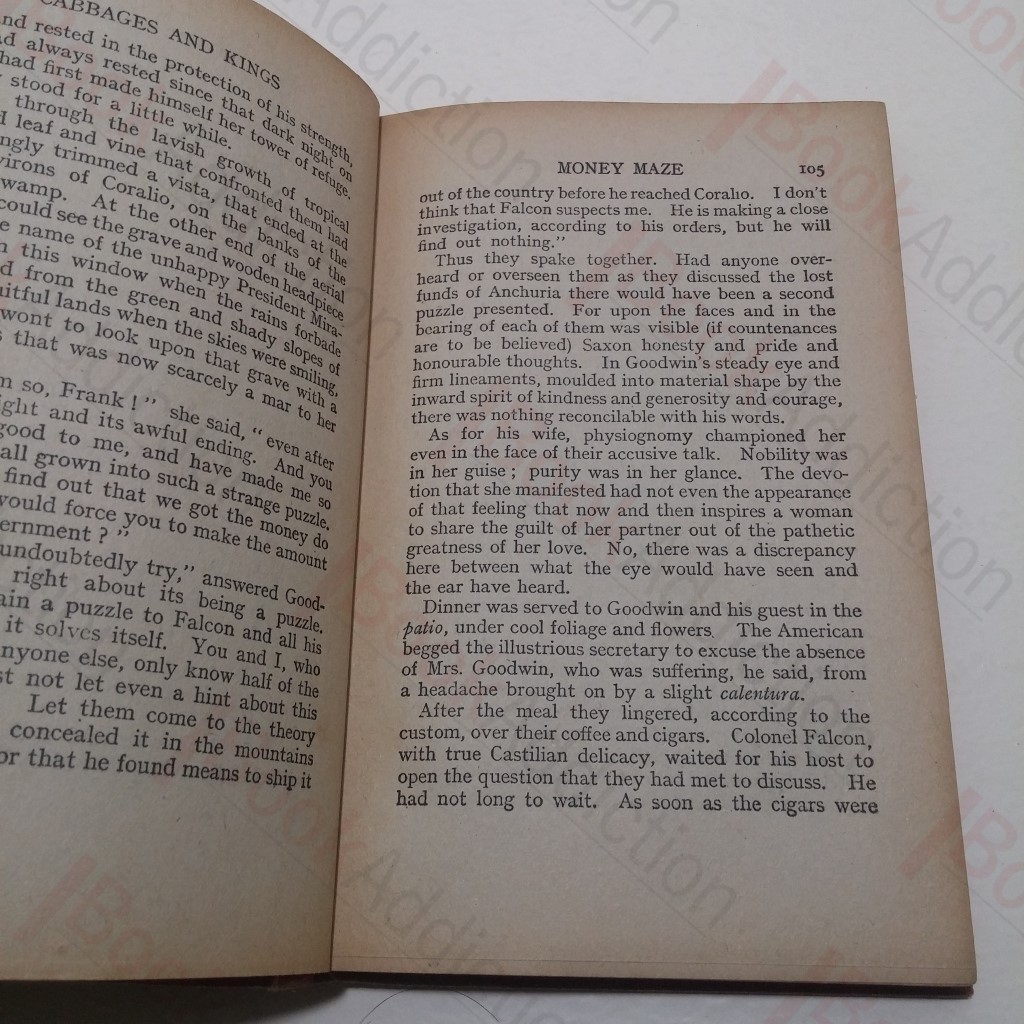 CABBAGES AND KINGS
and rested in the protection of his strength,
had always rested since that dark night on
had first made himself her tower of refuge.
stood for a little while.
through the lavish growth of tropical
leaf and vine that confronted them had
ingly trimmed a vista, that ended at the
virons of Coralio, on the banks of the
swamp. At the other end of the aerial
could see the grave and wooden headpiece
name of the unhappy President Mira-
this window when the rains forbade
from the green and shady slopes of
uitful lands when the skies were smiling,
wont to look upon that grave with a
that was now scarcely a mar to her
m so, Frank ! " she said, " even after
ight and its awful ending. And you
good to me, and have made me so
all grown into such a strange puzzle.
find out that we got the money do
would force you to make the amount
ernment ? "
undoubtedly try," answered Good-
right about its being a puzzle.
ain a puzzle to Falcon and all his
it solves itself. You and I, who
anyone else, only know half of the
st not let even a hint about this
Let them come to the theory
concealed it in the mountains
or that he found means to ship it
MONEY MAZE 105
out of the country before he reached Coralio. I don't
think that Falcon suspects me. He is making a close
investigation, according to his orders, but he will
find out nothing."
Thus they spake together. Had anyone over-
heard or overseen them as they discussed the lost
funds of Anchuria there would have been a second
puzzle presented. For upon the faces and in the
bearing of each of them was visible (if countenances
are to be believed) Saxon honesty and pride and
honourable thoughts. In Goodwin's steady eye and
firm lineaments, moulded into material shape by the
inward spirit of kindness and generosity and courage,
there was nothing reconcilable with his words.
As for his wife, physiognomy championed her
even in the face of their accusive talk. Nobility was
in her guise ; purity was in her glance. The devo-
tion that she manifested had not even the appearance
of that feeling that now and then inspires a woman
to share the guilt of her partner out of the pathetic
greatness of her love. No, there was a discrepancy
here between what the eye would have seen and
the ear have heard.
Dinner was served to Goodwin and his guest in the
patio, under cool foliage and flowers. The American
begged the illustrious secretary to excuse the absence
of Mrs. Goodwin, who was suffering, he said, from
a headache brought on by a slight calentura.
After the meal they lingered, according to the
custom, over their coffee and cigars. Colonel Falcon,
with true Castilian delicacy, waited for his host to
open the question that they had met to discuss. He
had not long to wait. As soon as the cigars were